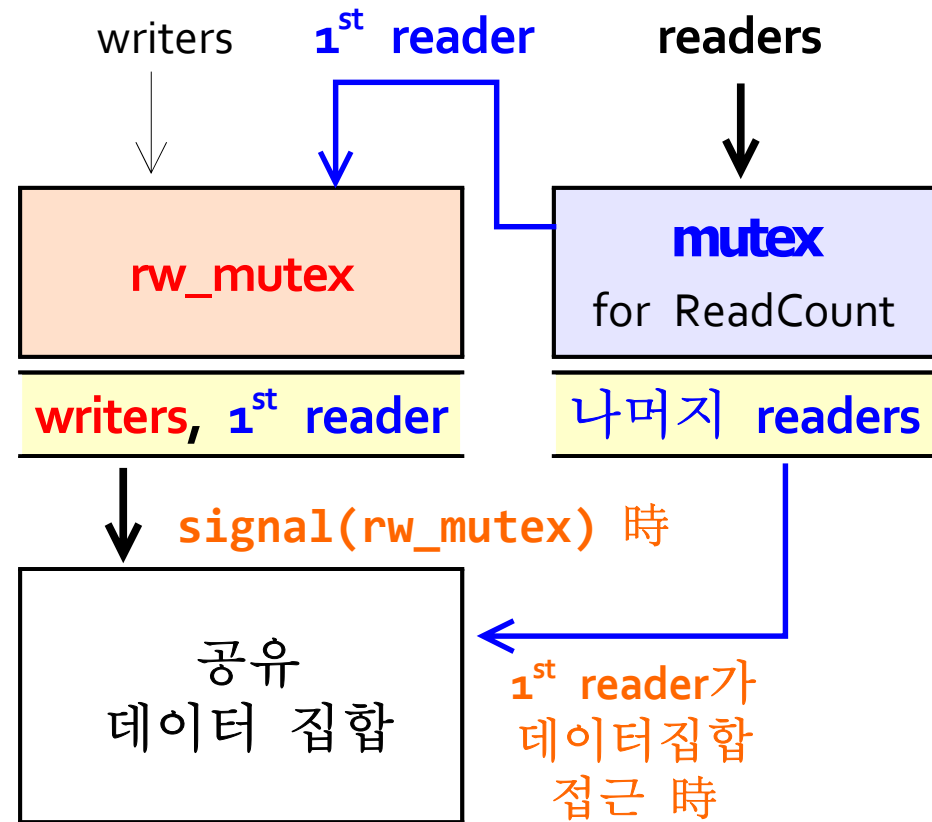 writers
1st reader
readers
rw_mutex
mutex
for ReadCount
writers, 1st reader
나머지 readers
signal(rw_mutex) 時
공유
데이터 집합
1st reader가
데이터집합
접근 時